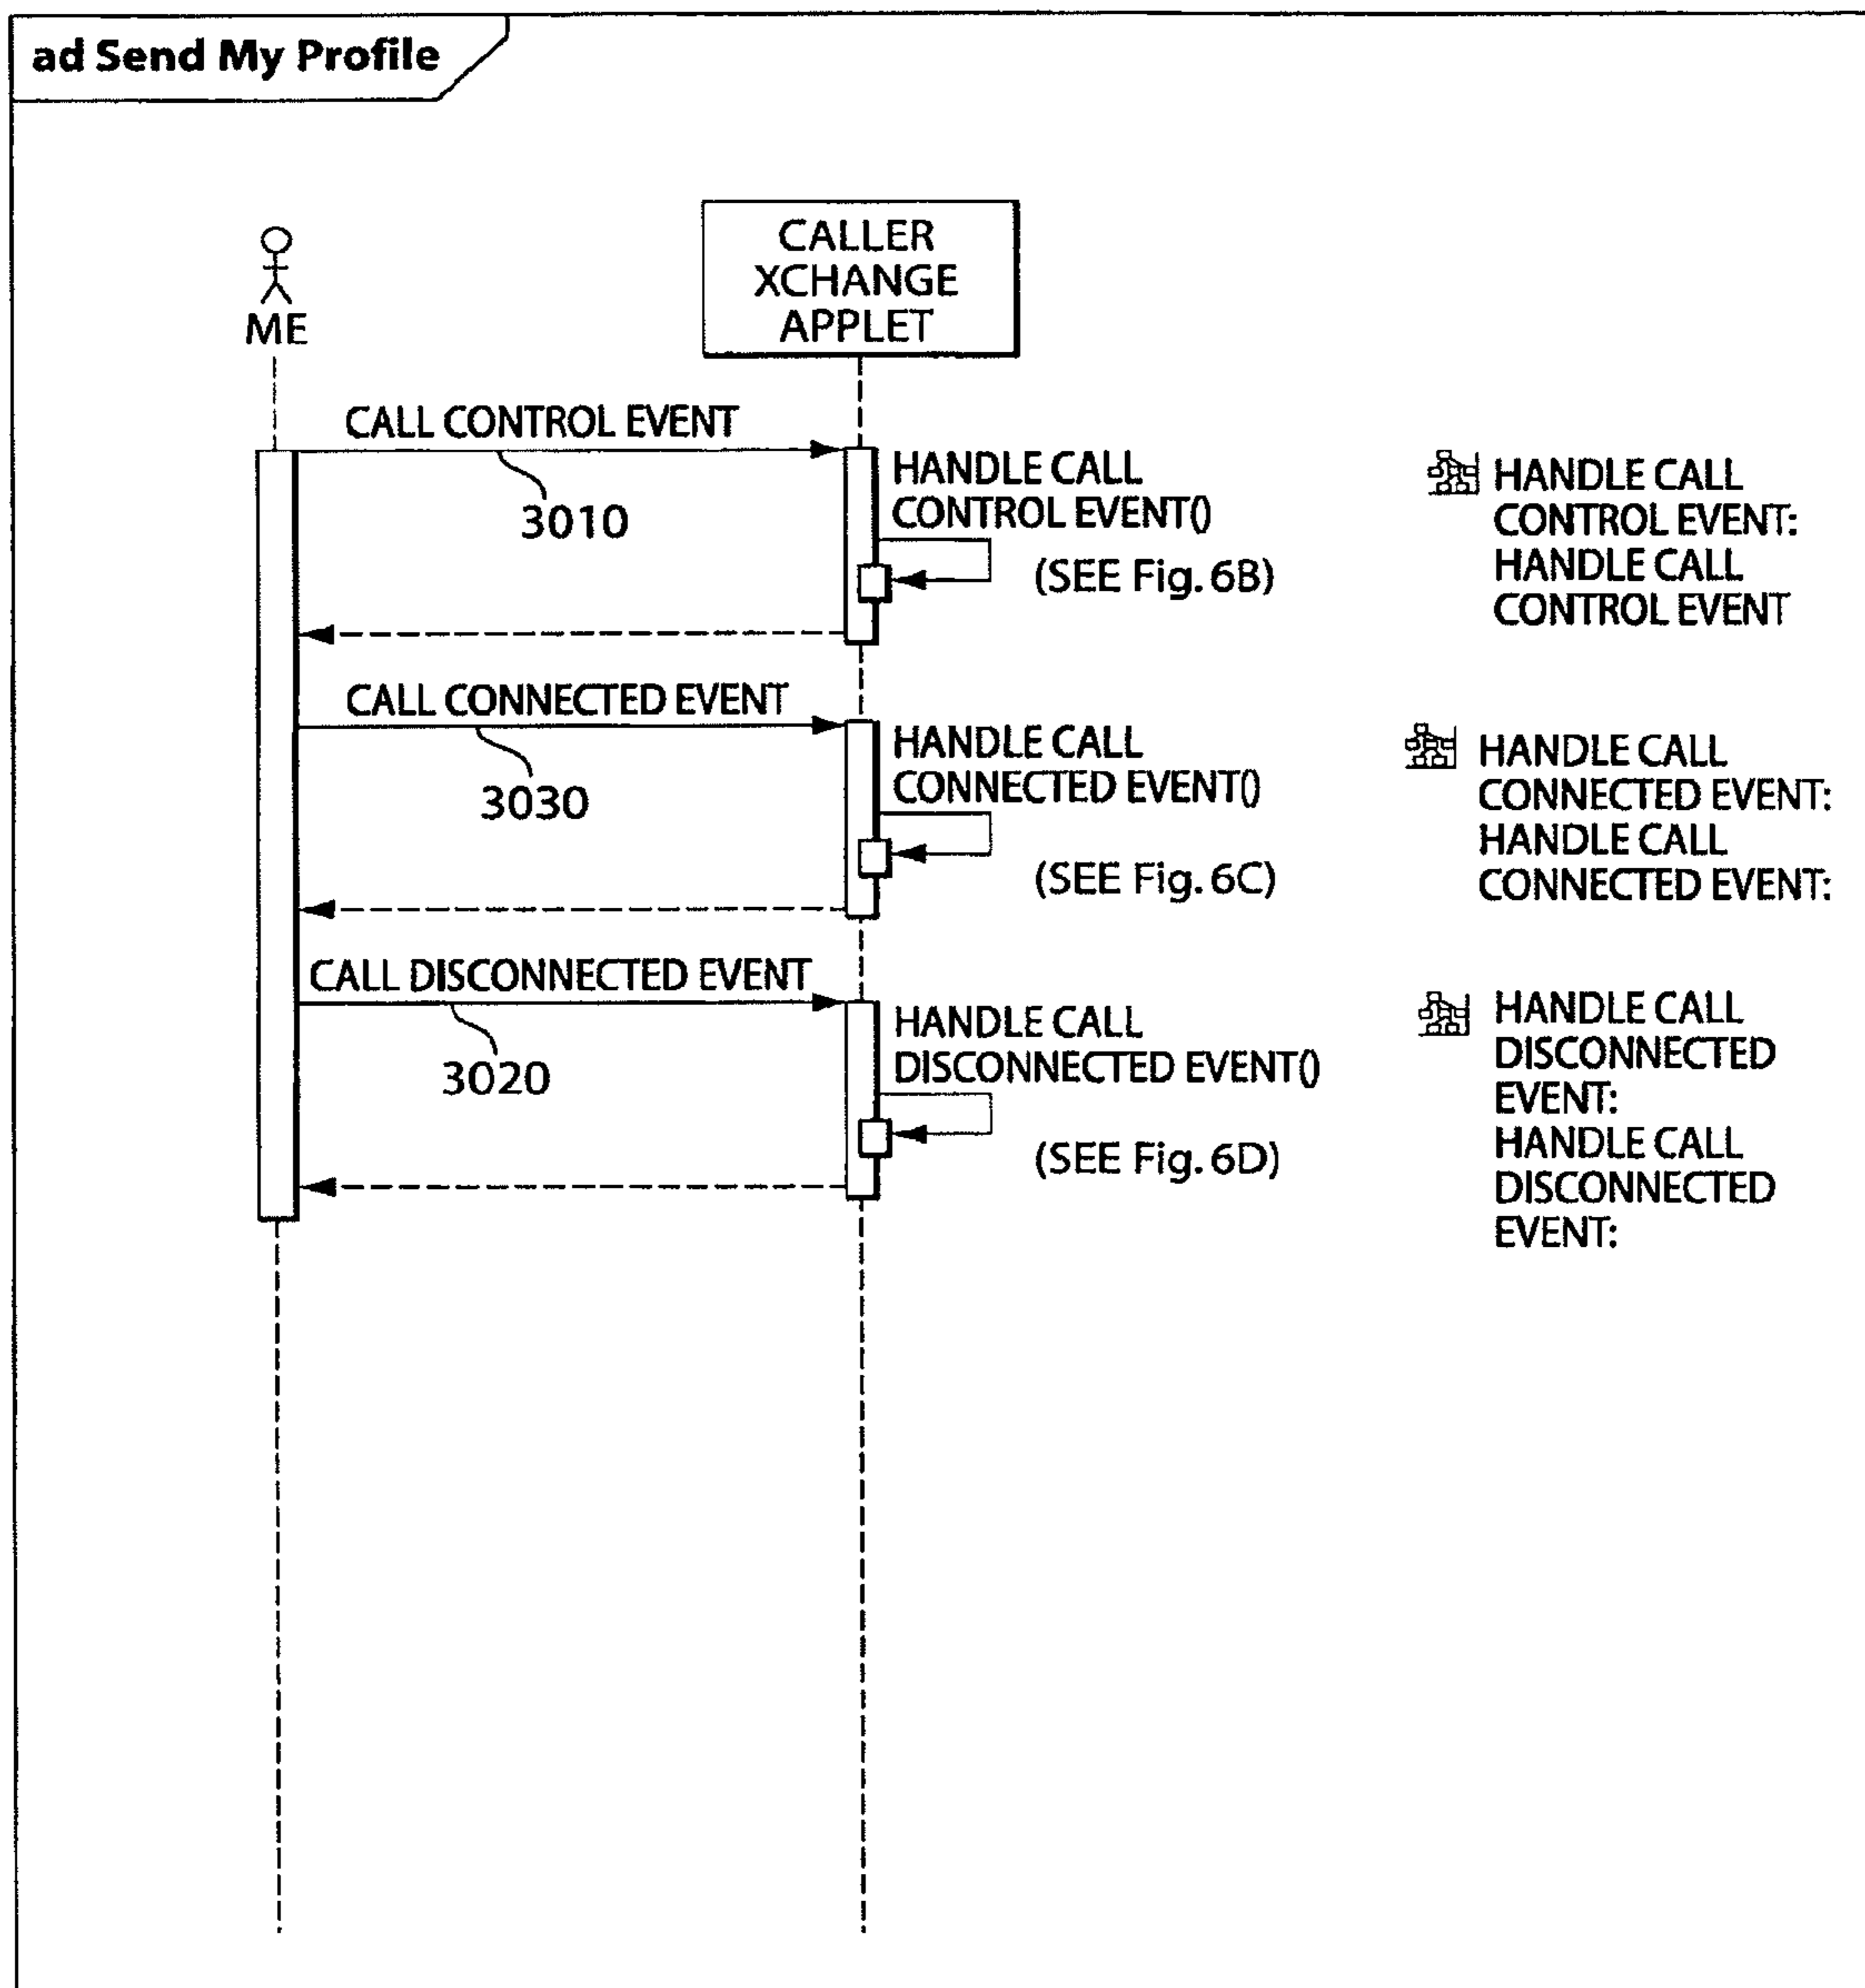 ad Send My Profile
ME
CALLER
XCHANGE
APPLET
CALL CONTROL EVENT
3010
HANDLE CALL
CONTROL EVENT()
(SEE Fig. 6B)
HANDLE CALL
CONTROL EVENT:
HANDLE CALL
CONTROL EVENT
CALL CONNECTED EVENT
3030
HANDLE CALL
CONNECTED EVENT()
(SEE Fig. 6C)
HANDLE CALL
CONNECTED EVENT:
HANDLE CALL
CONNECTED EVENT:
CALL DISCONNECTED EVENT
3020
HANDLE CALL
DISCONNECTED EVENT()
(SEE Fig. 6D)
HANDLE CALL
DISCONNECTED
EVENT:
HANDLE CALL
DISCONNECTED
EVENT: